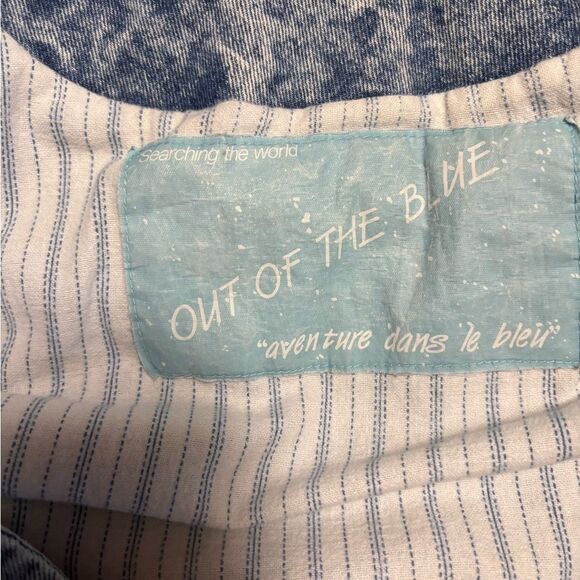 Searching the world
OUT OF THE BLUE
"aventure dans le bleu"